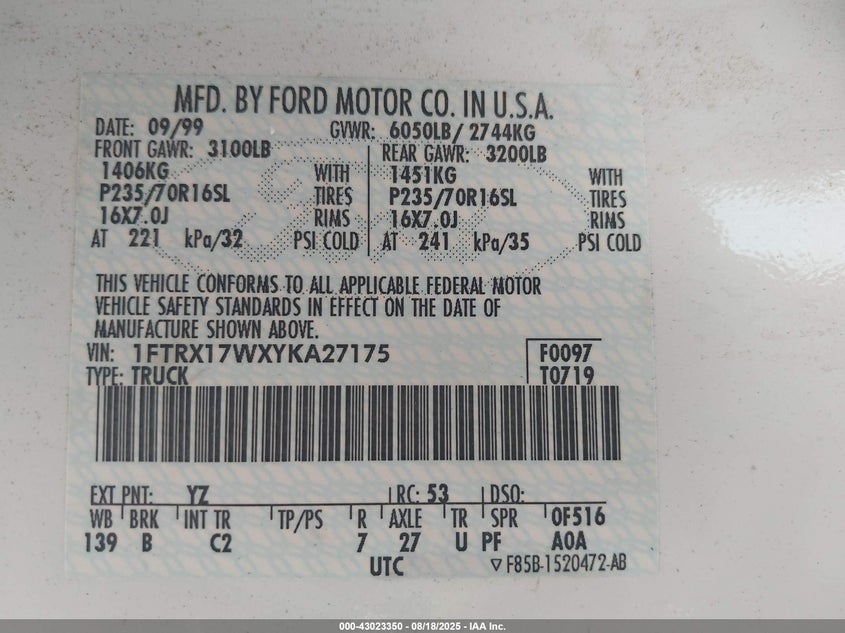 MFD. BY FORD MOTOR CO. IN U.S.A.
DATE: 09/99 GVWR: 6050LB/ 2744KG
FRONT GAWR: 3100LB REAR GAWR: 3200LB
1406KG WITH 1451KG WITH
P235/70R16SL TIRES P235/70R16SL TIRES
16X7.0J RIMS 16X7.0J RIMS
AT 221 kPa/32 PSI COLD AT 241 kPa/35 PSI COLD
THIS VEHICLE CONFORMS TO ALL APPLICABLE FEDERAL MOTOR
VEHICLE SAFETY STANDARDS IN EFFECT ON THE DATE OF
MANUFACTURE SHOWN ABOVE.
VIN: 1FTRX17WXYKA27175 F0097
TYPE: TRUCK T0719
EXT PNT: YZ RC: 53 DSO:
WB BRK INT TR TP/PS R AXLE TR SPR 0F516
139 B C2 7 27 U PF A0A
UTC ▽ F85B-1520472-AB
000-43023350 - 08/18/2025 - IAA Inc.